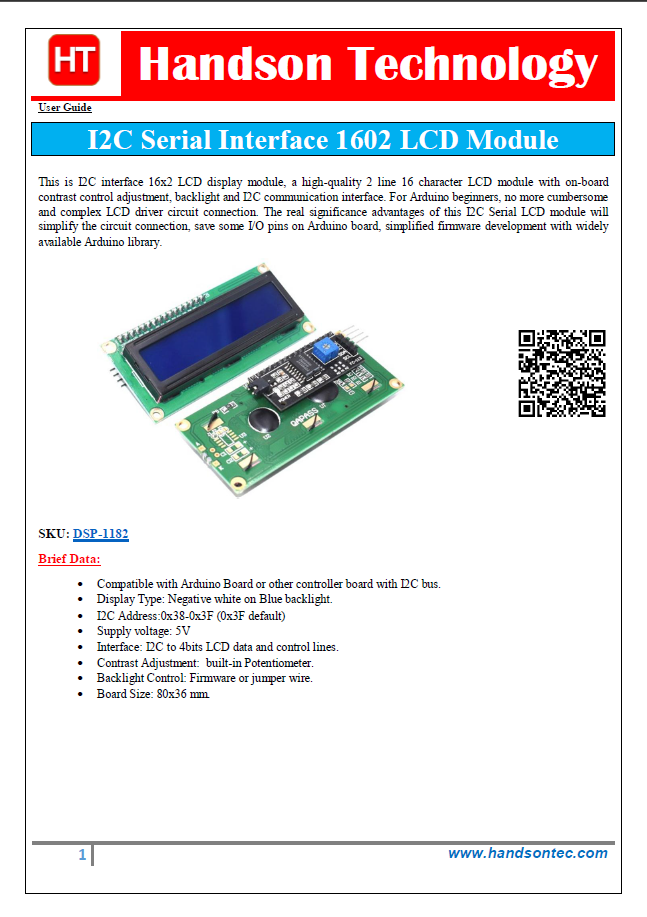 HT
Handson Technology
User Guide
I2C Serial Interface 1602 LCD Module
This is I2C interface 16x2 LCD display module, a high-quality 2 line 16 character LCD module with on-board
contrast control adjustment, backlight and I2C communication interface. For Arduino beginners, no more cumbersome
and complex LCD driver circuit connection. The real significance advantages of this I2C Serial LCD module will
simplify the circuit connection, save some I/O pins on Arduino board, simplified firmware development with widely
available Arduino library.
QAPASS
SKU: DSP-1182
Brief Data:
• Compatible with Arduino Board or other controller board with I2C bus.
• Display Type: Negative white on Blue backlight.
• I2C Address:0x38-0x3F (0x3F default)
• Supply voltage: 5V
• Interface: I2C to 4bits LCD data and control lines.
• Contrast Adjustment: built-in Potentiometer.
• Backlight Control: Firmware or jumper wire.
• Board Size: 80x36 mm.
1
www.handsontec.com